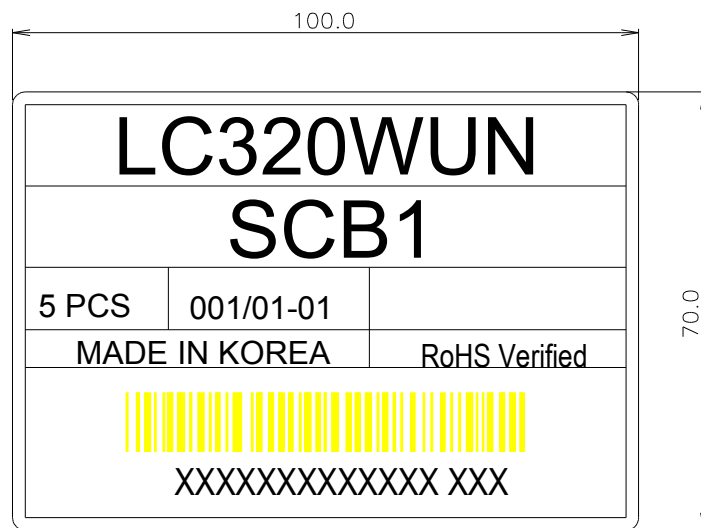 100.0
LC320WUN
SCB1
5 PCS 001/01-01
70.0
MADE IN KOREA RoHS Verified
XXXXXXXXXXXXX XXX